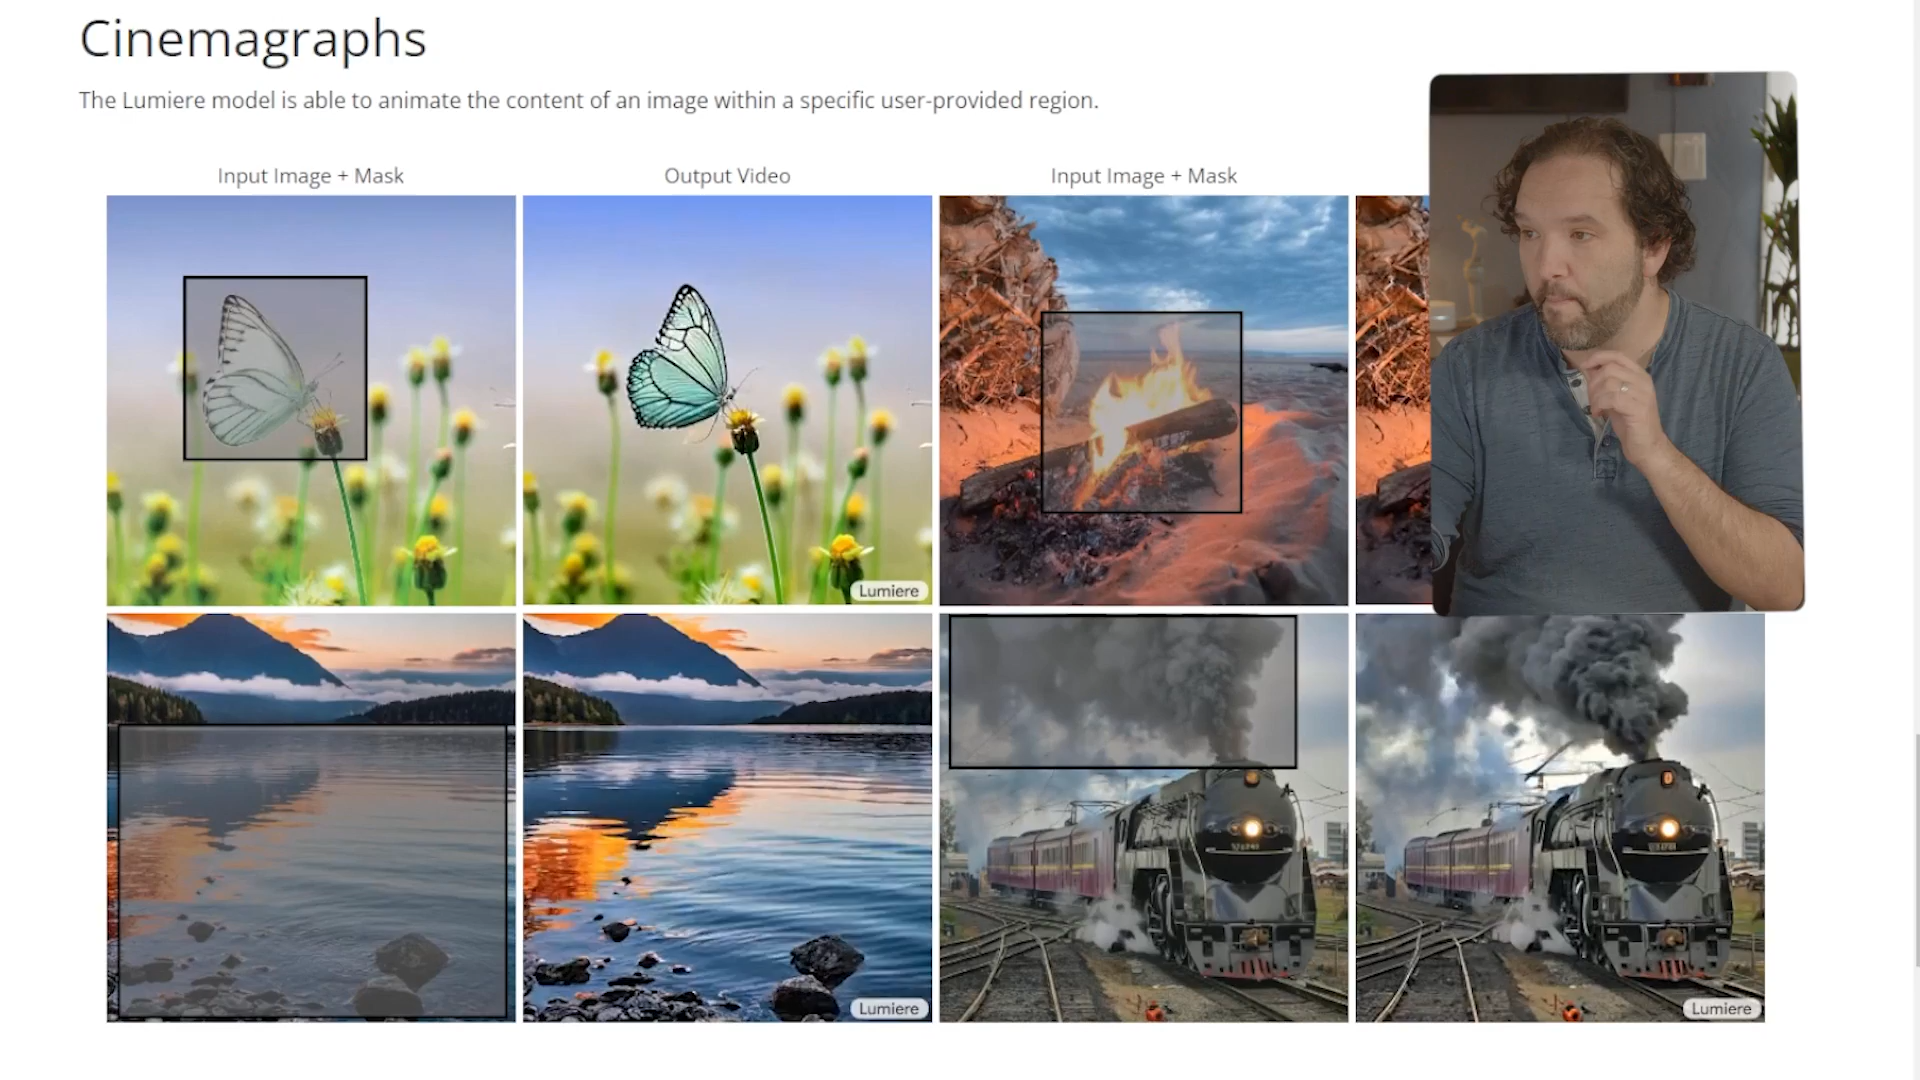 Cinemagraphs
The Lumiere model is able to animate the content of an image within a specific user-provided region.
Input Image + Mask
Output Video
Input Image + Mask
Lumiere
Lumiere
Lumiere